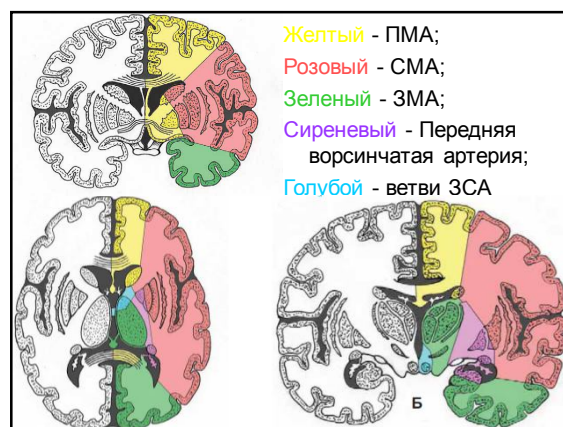 Желтый - ПМА;
Розовый - СМА;
Зеленый - ЗМА;
Сиреневый - Передняя
ворсинчатая артерия;
Голубой - ветви ЗСА
Б